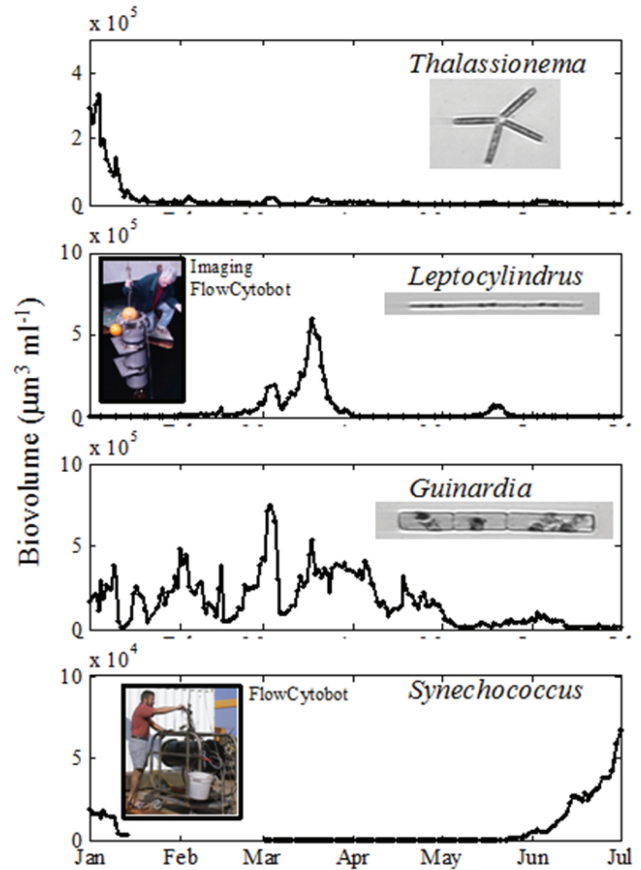 x 10⁵
4
2
0
Thalassionema
x 10⁵
10
5
0
Imaging
FlowCytobot
Leptocylindrus
x 10⁵
10
5
0
Guinardia
x 10⁴
10
5
0
FlowCytobot
Synechococcus
Jan Feb Mar Apr May Jun Jul
Biovolume (µm³ ml⁻¹)